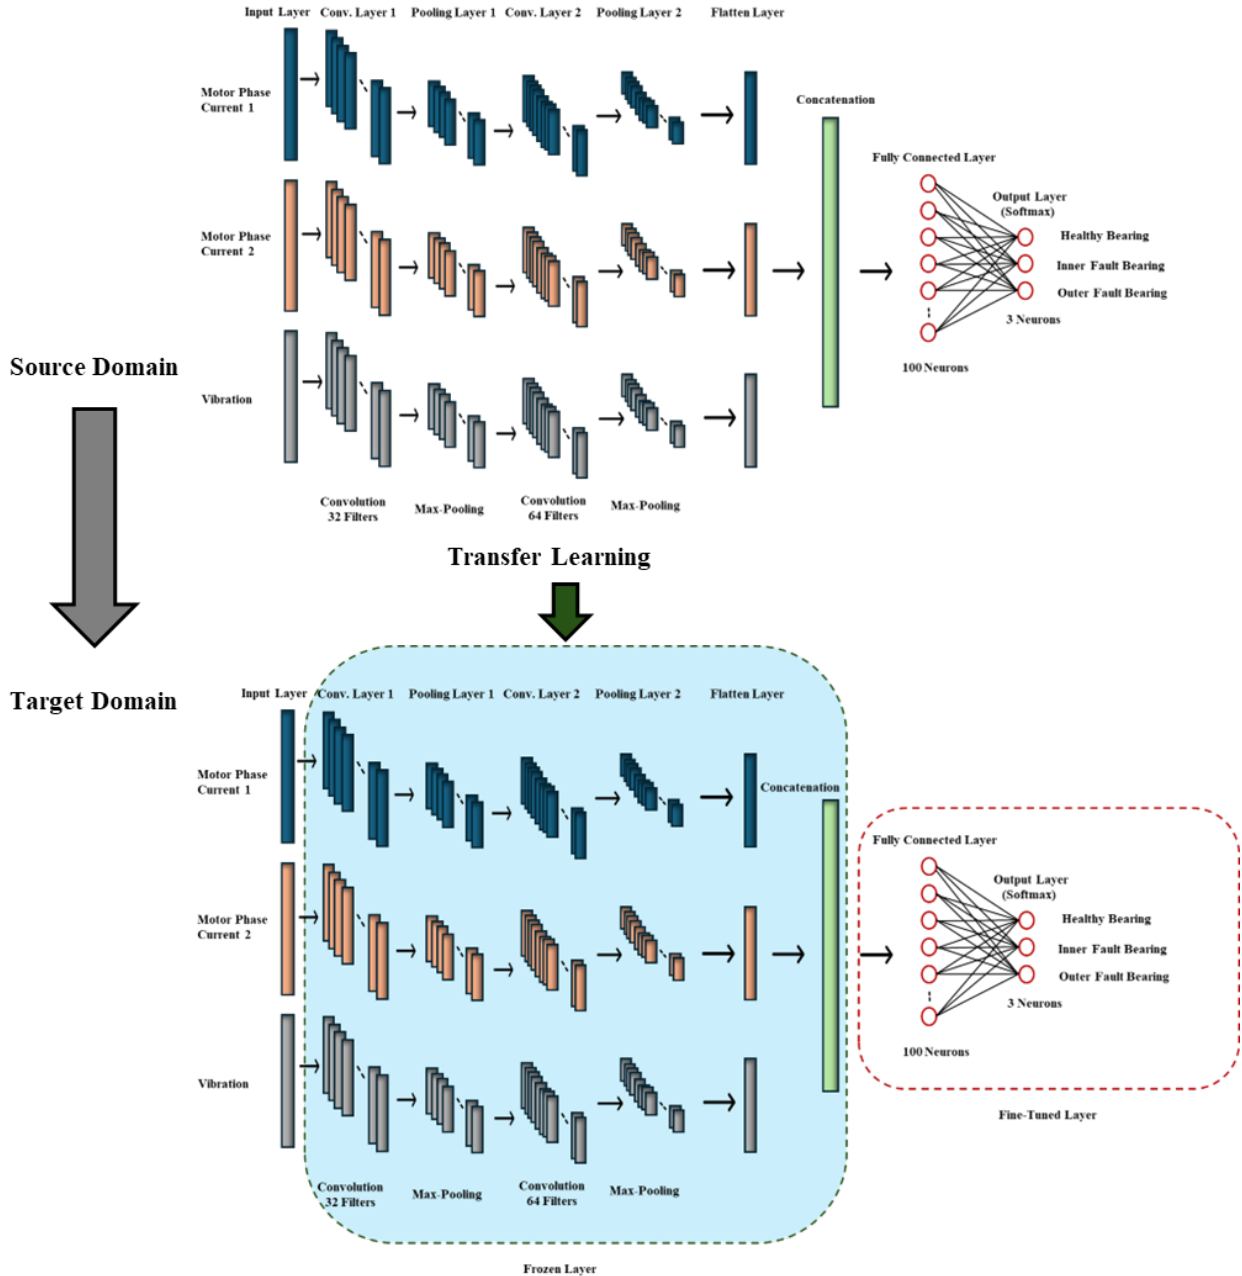 Input Layer Conv. Layer 1 Pooling Layer 1 Conv. Layer 2 Pooling Layer 2 Flatten Layer
Motor Phase
Current 1
Concatenation
Fully Connected Layer
Output Layer
(Softmax)
Motor Phase
Current 2
Healthy Bearing
Inner Fault Bearing
Outer Fault Bearing
3 Neurons
100 Neurons
Source Domain
Vibration
Convolution
32 Filters
Max-Pooling
Convolution
64 Filters
Max-Pooling
Transfer Learning
Target Domain
Input Layer Conv. Layer 1 Pooling Layer 1 Conv. Layer 2 Pooling Layer 2 Flatten Layer
Motor Phase
Current 1
Concatenation
Fully Connected Layer
Output Layer
(Softmax)
Motor Phase
Current 2
Healthy Bearing
Inner Fault Bearing
Outer Fault Bearing
3 Neurons
100 Neurons
Vibration
Fine-Tuned Layer
Convolution
32 Filters
Max-Pooling
Convolution
64 Filters
Max-Pooling
Frozen Layer